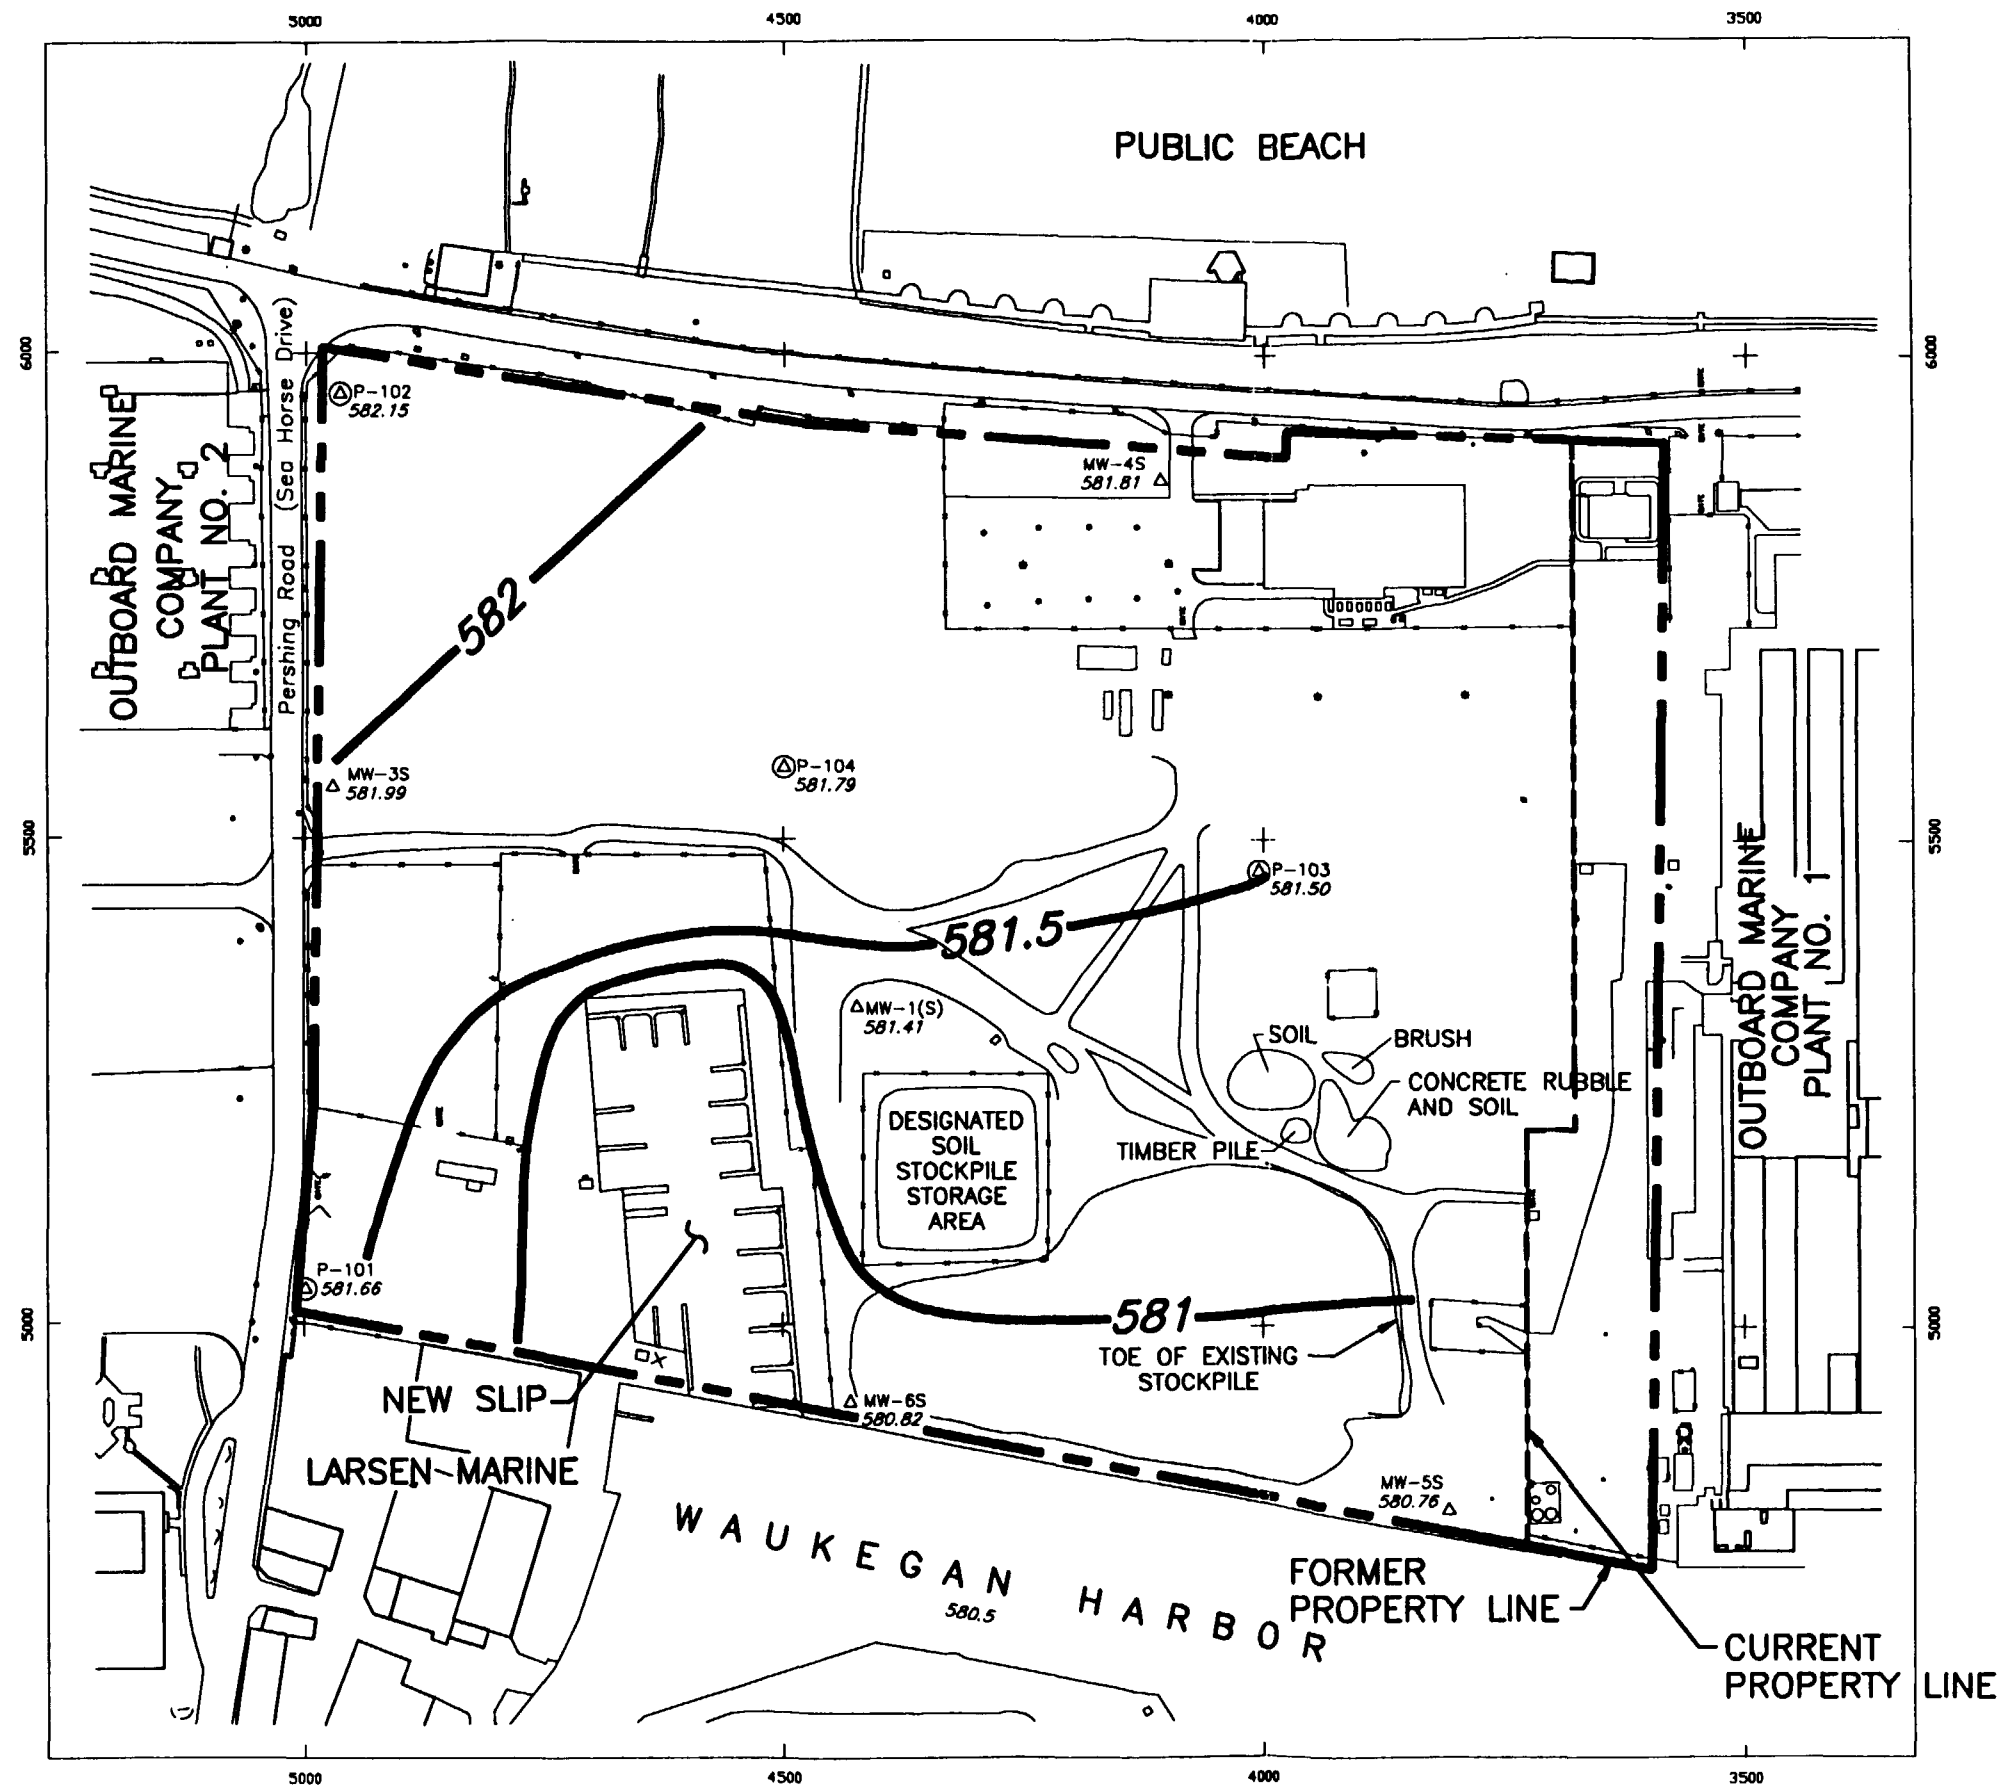 5000 4500 4000 3500
PUBLIC BEACH
6000
6000
Pershing Road (Sea Horse Drive)
OUTBOARD MARINE
COMPANY
PLANT NO. 2
P-102
582.15
MW-4S
581.81
582
MW-3S
581.99
P-104
581.79
5500
5500
P-103
581.50
581.5
OUTBOARD MARINE
COMPANY
PLANT NO. 1
MW-1(S)
581.41
SOIL
BRUSH
CONCRETE RUBBLE
AND SOIL
TIMBER PILE
DESIGNATED
SOIL
STOCKPILE
STORAGE
AREA
P-101
581.66
581
5000
5000
TOE OF EXISTING
STOCKPILE
NEW SLIP
MW-6S
580.82
LARSEN MARINE
MW-5S
580.76
WAUKEGAN HARBOR
580.5
FORMER
PROPERTY LINE
CURRENT
PROPERTY LINE
5000 4500 4000 3500